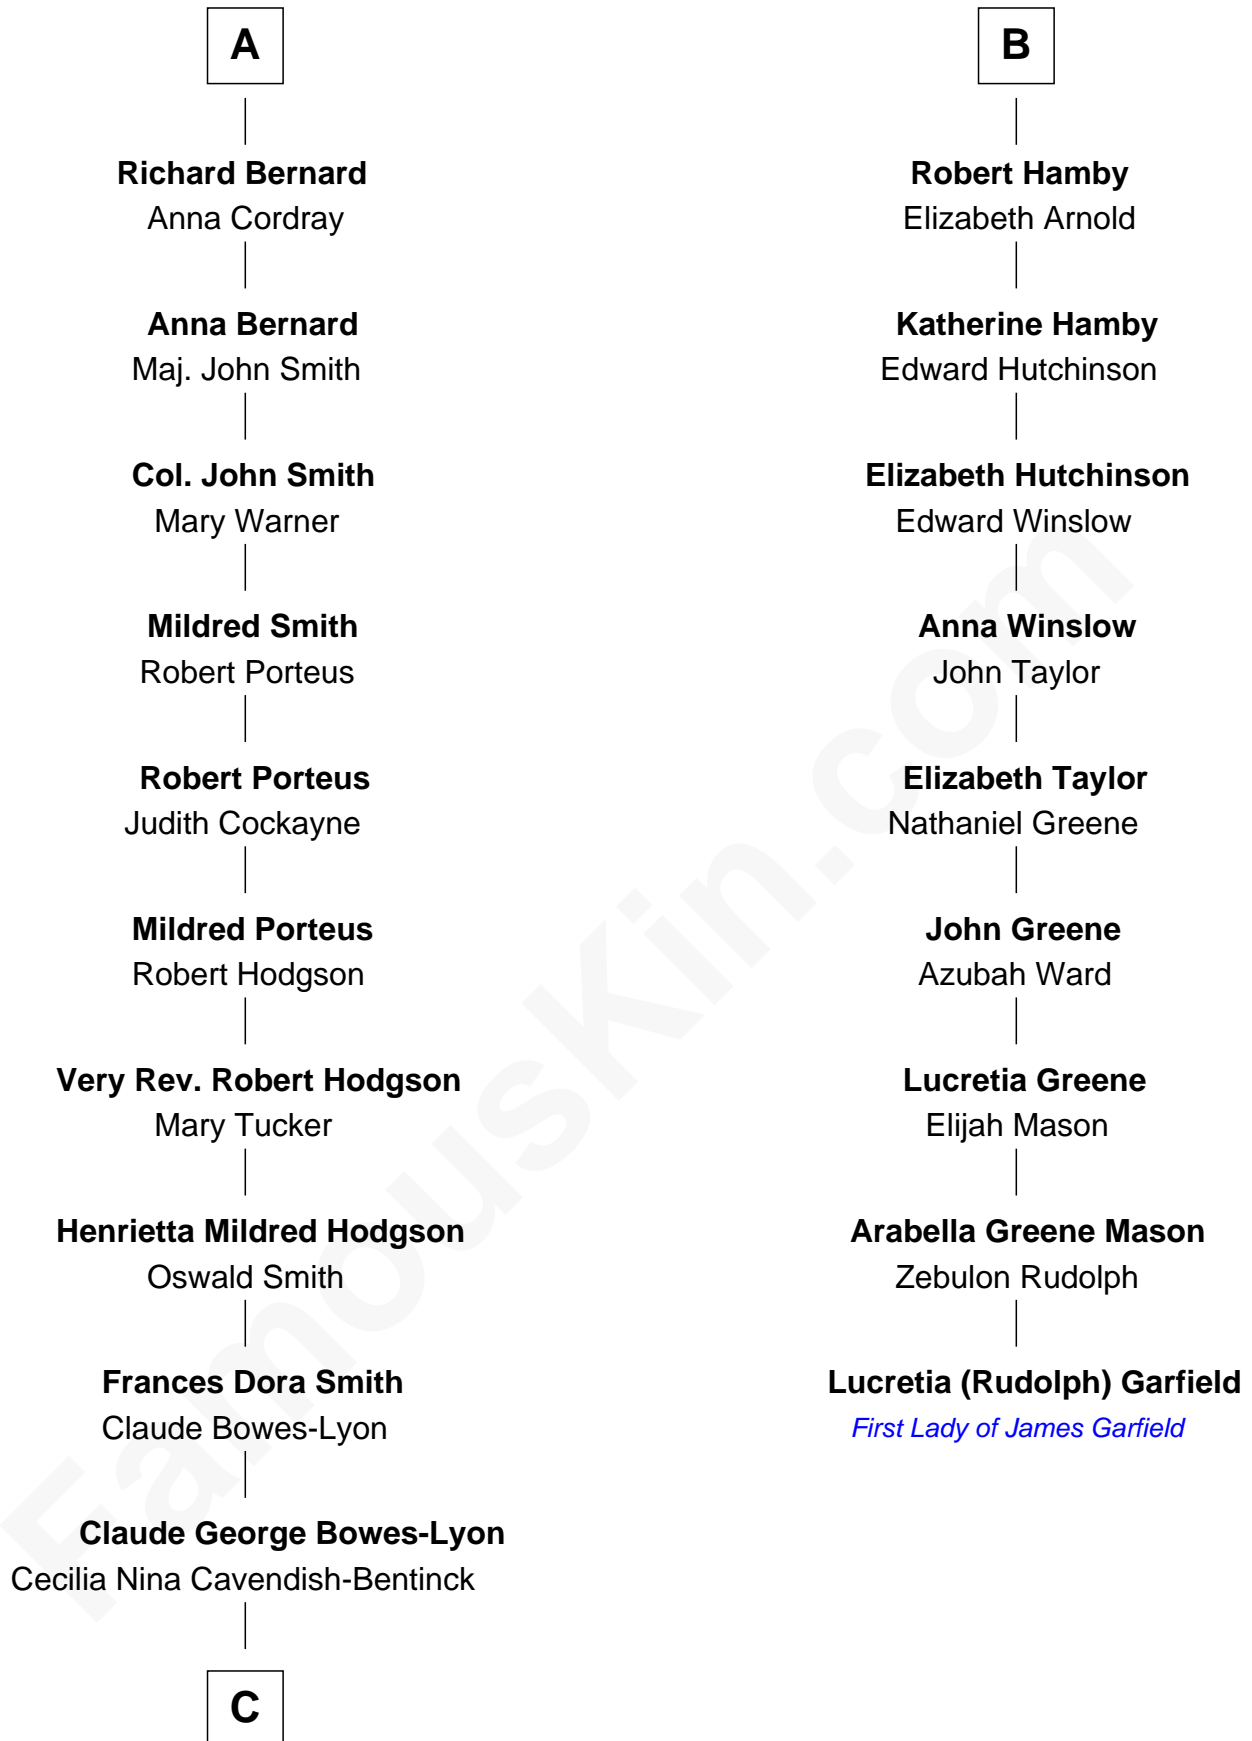 A
Richard Bernard
Anna Cordray
Anna Bernard
Maj. John Smith
Col. John Smith
Mary Warner
Mildred Smith
Robert Porteus
Robert Porteus
Judith Cockayne
Mildred Porteus
Robert Hodgson
Very Rev. Robert Hodgson
Mary Tucker
Henrietta Mildred Hodgson
Oswald Smith
Frances Dora Smith
Claude Bowes-Lyon
Claude George Bowes-Lyon
Cecilia Nina Cavendish-Bentinck
C
B
Robert Hamby
Elizabeth Arnold
Katherine Hamby
Edward Hutchinson
Elizabeth Hutchinson
Edward Winslow
Anna Winslow
John Taylor
Elizabeth Taylor
Nathaniel Greene
John Greene
Azubah Ward
Lucretia Greene
Elijah Mason
Arabella Greene Mason
Zebulon Rudolph
Lucretia (Rudolph) Garfield
First Lady of James Garfield
FamousKin.com